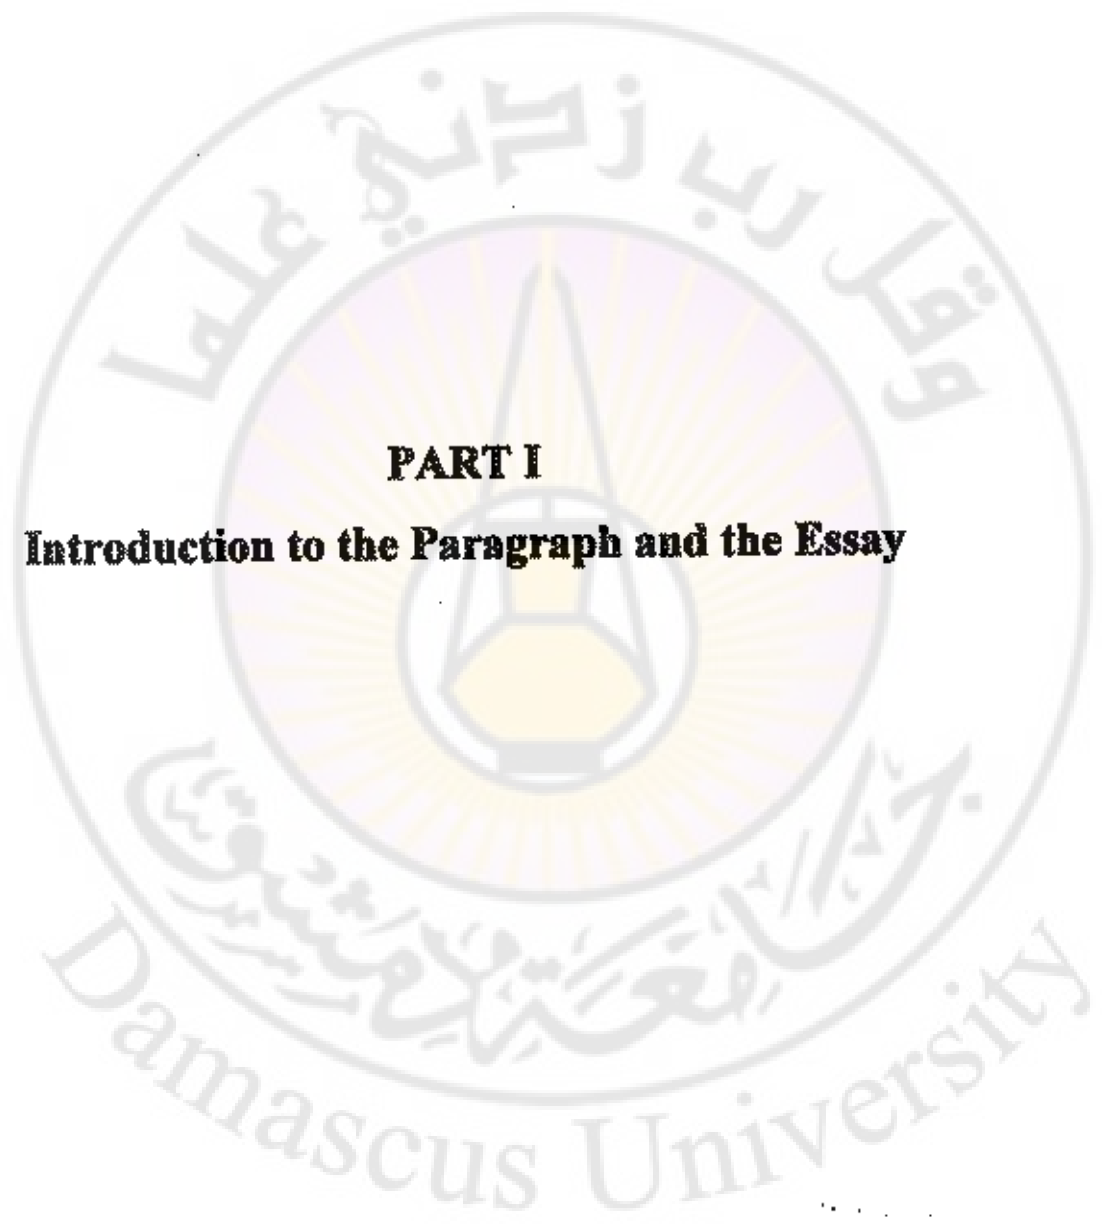 وقل رب زدني علما
PART I
Introduction to the Paragraph and the Essay
جامعة دمشق
Damascus University